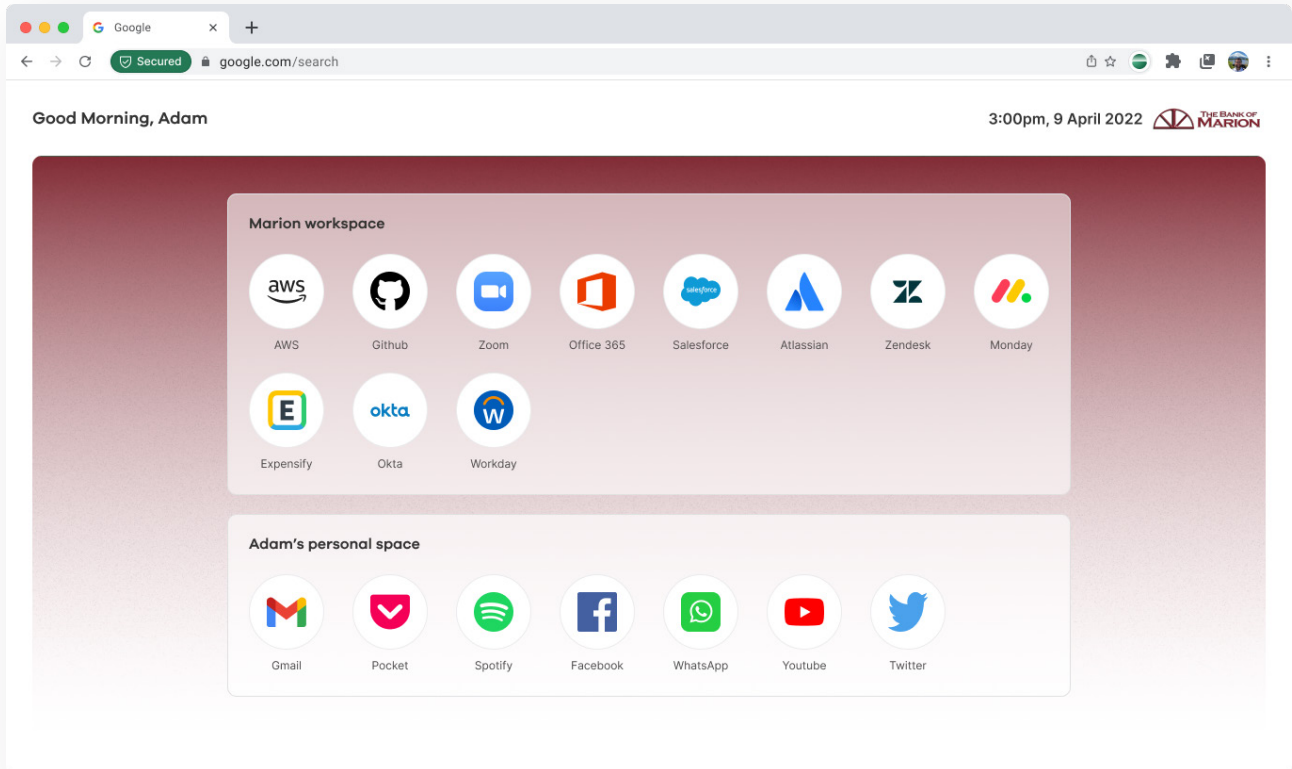 Google
Secured
google.com/search
Good Morning, Adam
3:00pm, 9 April 2022
THE BANK OF
MARION
Marion workspace
aws
salesforce
AWS
Github
Zoom
Office 365
Salesforce
Atlassian
Zendesk
Monday
E
okta
W
Expensify
Okta
Workday
Adam's personal space
Gmail
Pocket
Spotify
Facebook
WhatsApp
Youtube
Twitter